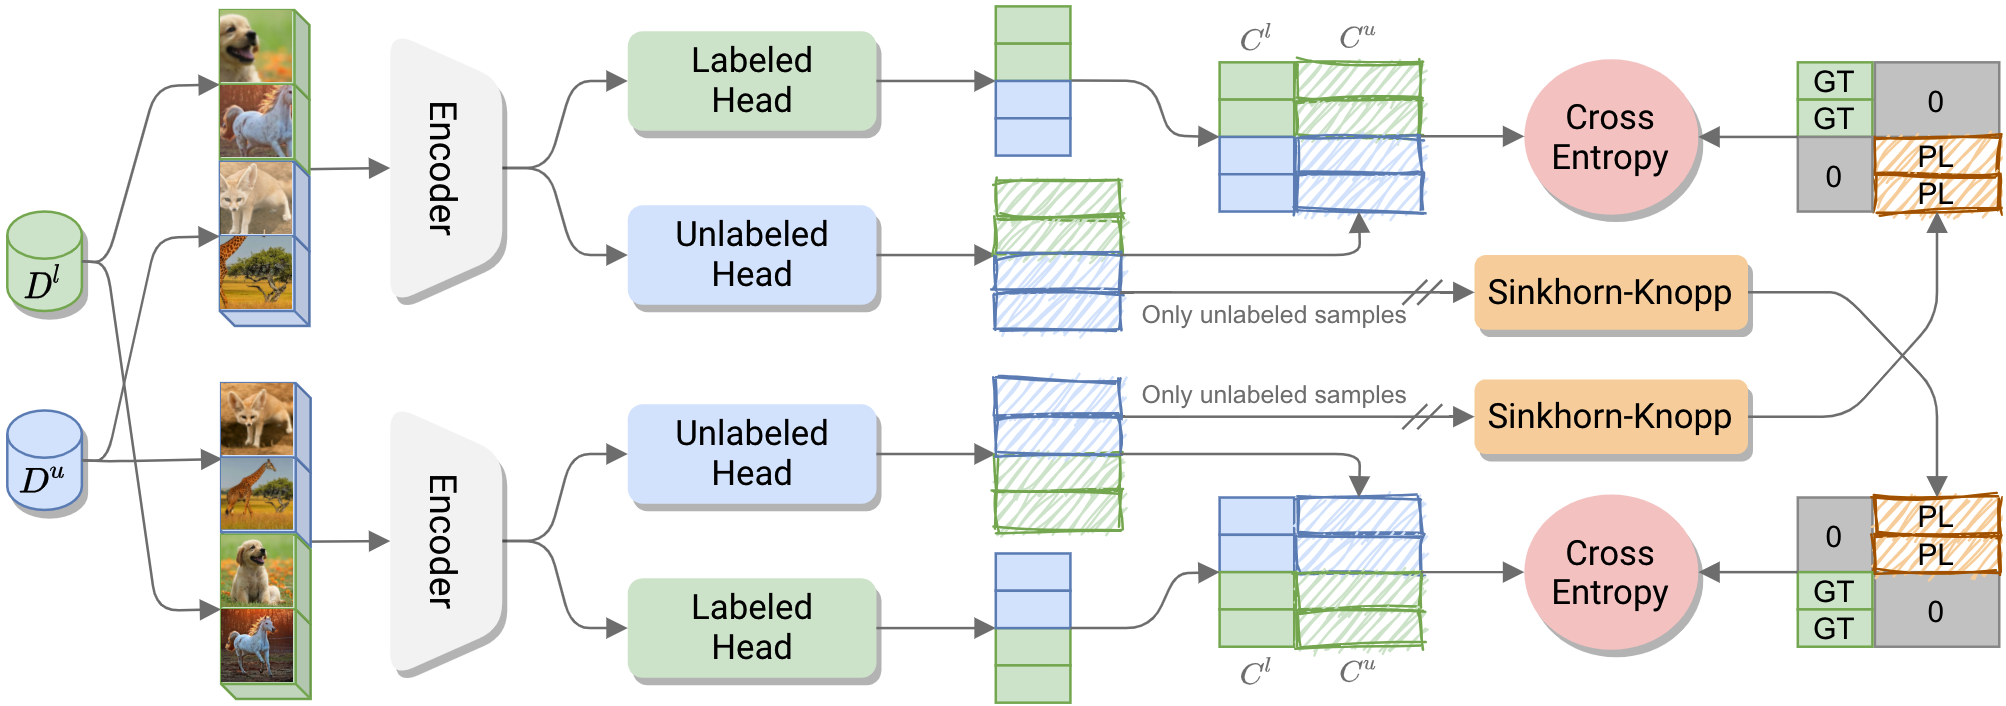 D^l
D^u
Encoder
Labeled
Head
Unlabeled
Head
C^l
C^u
Cross
Entropy
GT
GT
0
0
PL
PL
Only unlabeled samples
Sinkhorn-Knopp
Encoder
Unlabeled
Head
Labeled
Head
Only unlabeled samples
Sinkhorn-Knopp
C^l
C^u
Cross
Entropy
0
PL
PL
GT
GT
0